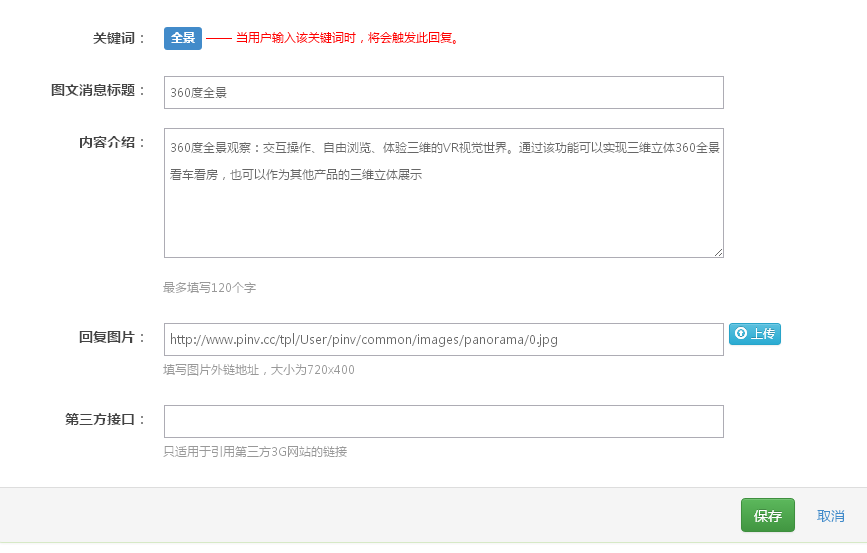 关键词： 全景 —— 当用户输入该关键词时，将会触发此回复。
图文消息标题： 360度全景
内容介绍： 360度全景观察：交互操作、自由浏览、体验三维的VR视觉世界。通过该功能可以实现三维立体360全景
看车看房，也可以作为其他产品的三维立体展示
最多填写120个字
回复图片： http://www.pinv.cc/tpl/User/pinv/common/images/panorama/0.jpg 上传
填写图片外链地址，大小为720x400
第三方接口：
只适用于引用第三方3G网站的链接
保存 取消